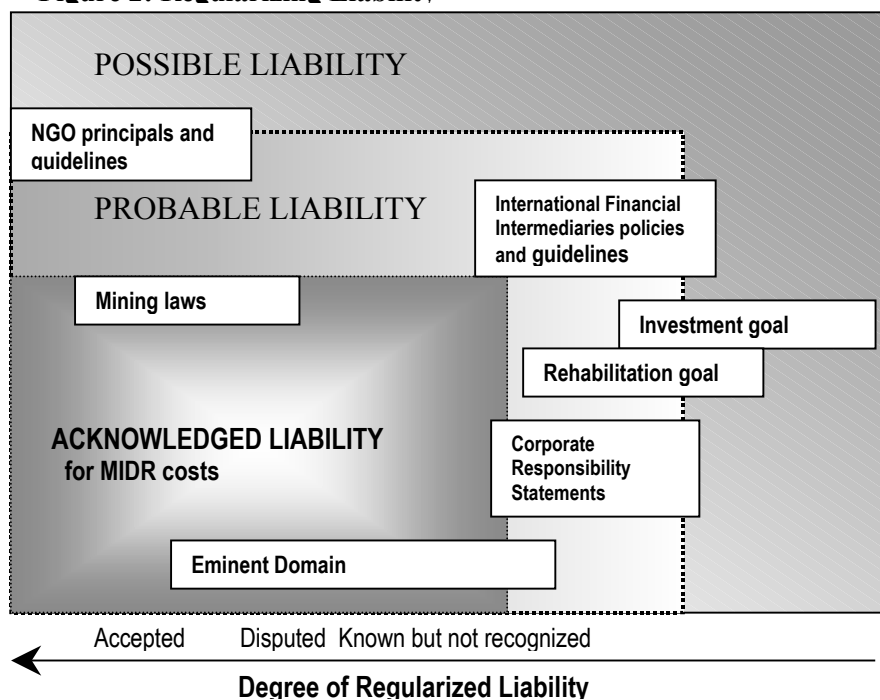 POSSIBLE LIABILITY
NGO principals and
guidelines
PROBABLE LIABILITY
International Financial
Intermediaries policies
and guidelines
Mining laws
Investment goal
Rehabilitation goal
ACKNOWLEDGED LIABILITY
for MIDR costs
Corporate
Responsibility
Statements
Eminent Domain
Accepted Disputed Known but not recognized
Degree of Regularized Liability